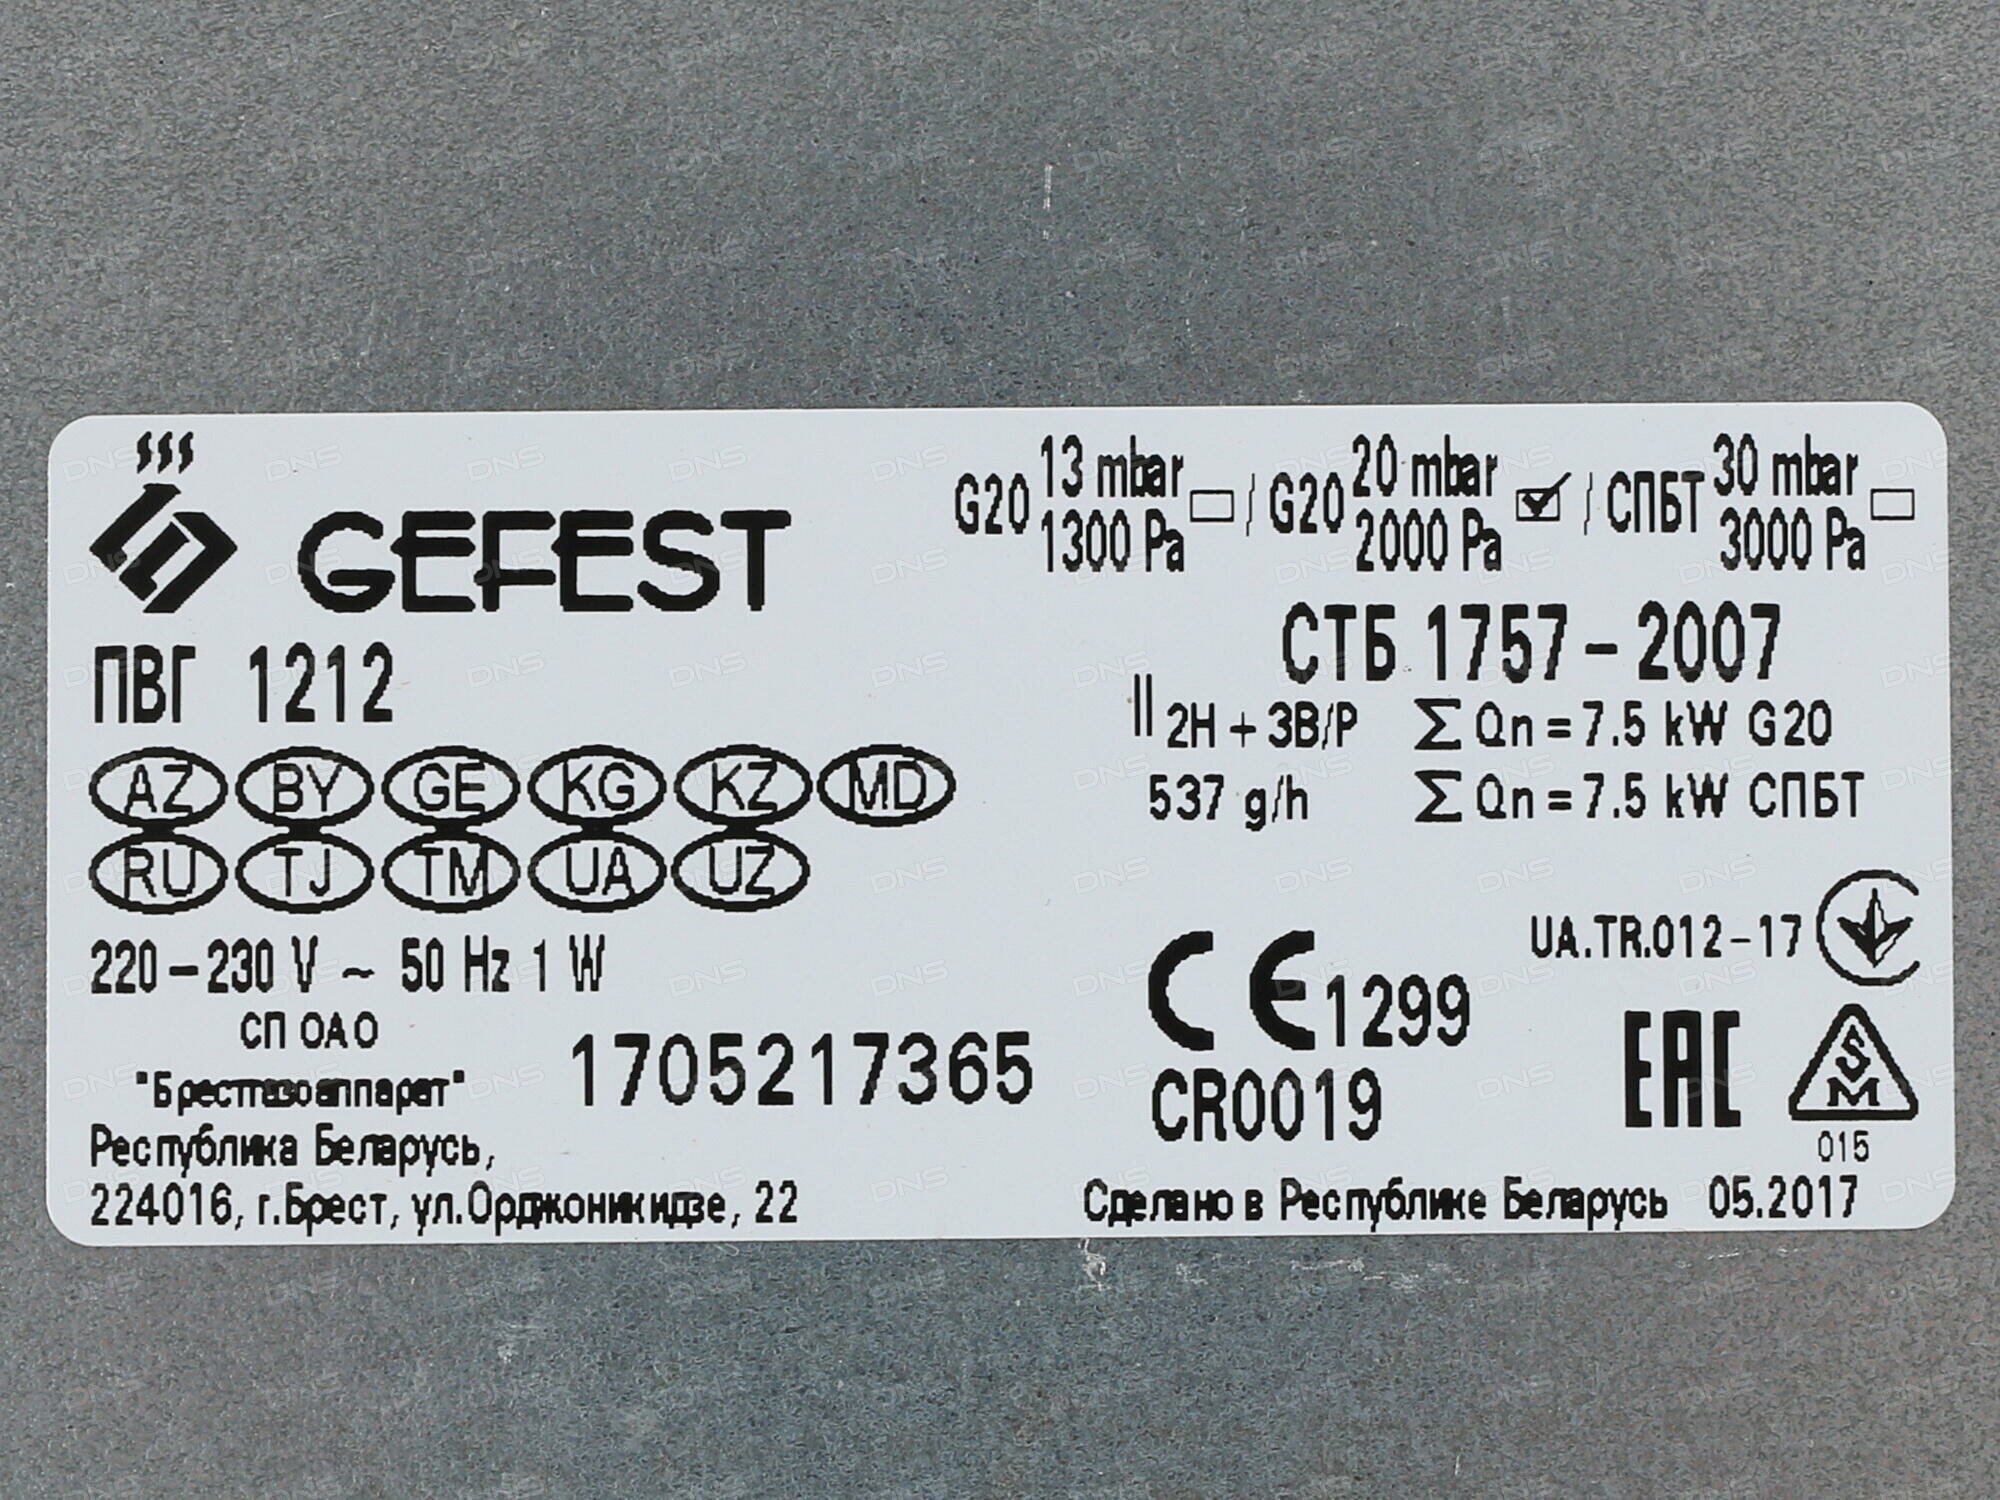 GEFEST
G20 13 mbar 1300 Pa / G20 20 mbar 2000 Pa / СПБТ 30 mbar 3000 Pa
СТБ 1757-2007
ПВГ 1212
II 2H + 3B/P Σ Qn = 7.5 kW G20
537 g/h Σ Qn = 7.5 kW СПБТ
AZ BY GE KG KZ MD
RU TJ TM UA UZ
220-230 V ~ 50 Hz 1 W
UA.TR.012-17
СП ОАО
"Брестгазоаппарат"
1705217365
CE 1299
CR0019
EAC
SM
015
Республика Беларусь,
224016, г.Брест, ул.Орджоникидзе, 22
Сделано в Республике Беларусь 05.2017
DNS